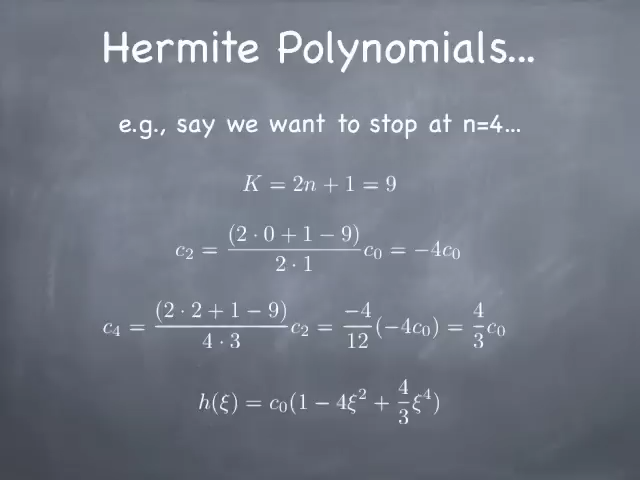 Hermite Polynomials...
e.g., say we want to stop at n=4...
K = 2n + 1 = 9
c₂ = (2 · 0 + 1 − 9) / (2 · 1) c₀ = −4c₀
c₄ = (2 · 2 + 1 − 9) / (4 · 3) c₂ = −4/12 (−4c₀) = 4/3 c₀
h(ξ) = c₀(1 − 4ξ² + 4/3 ξ⁴)